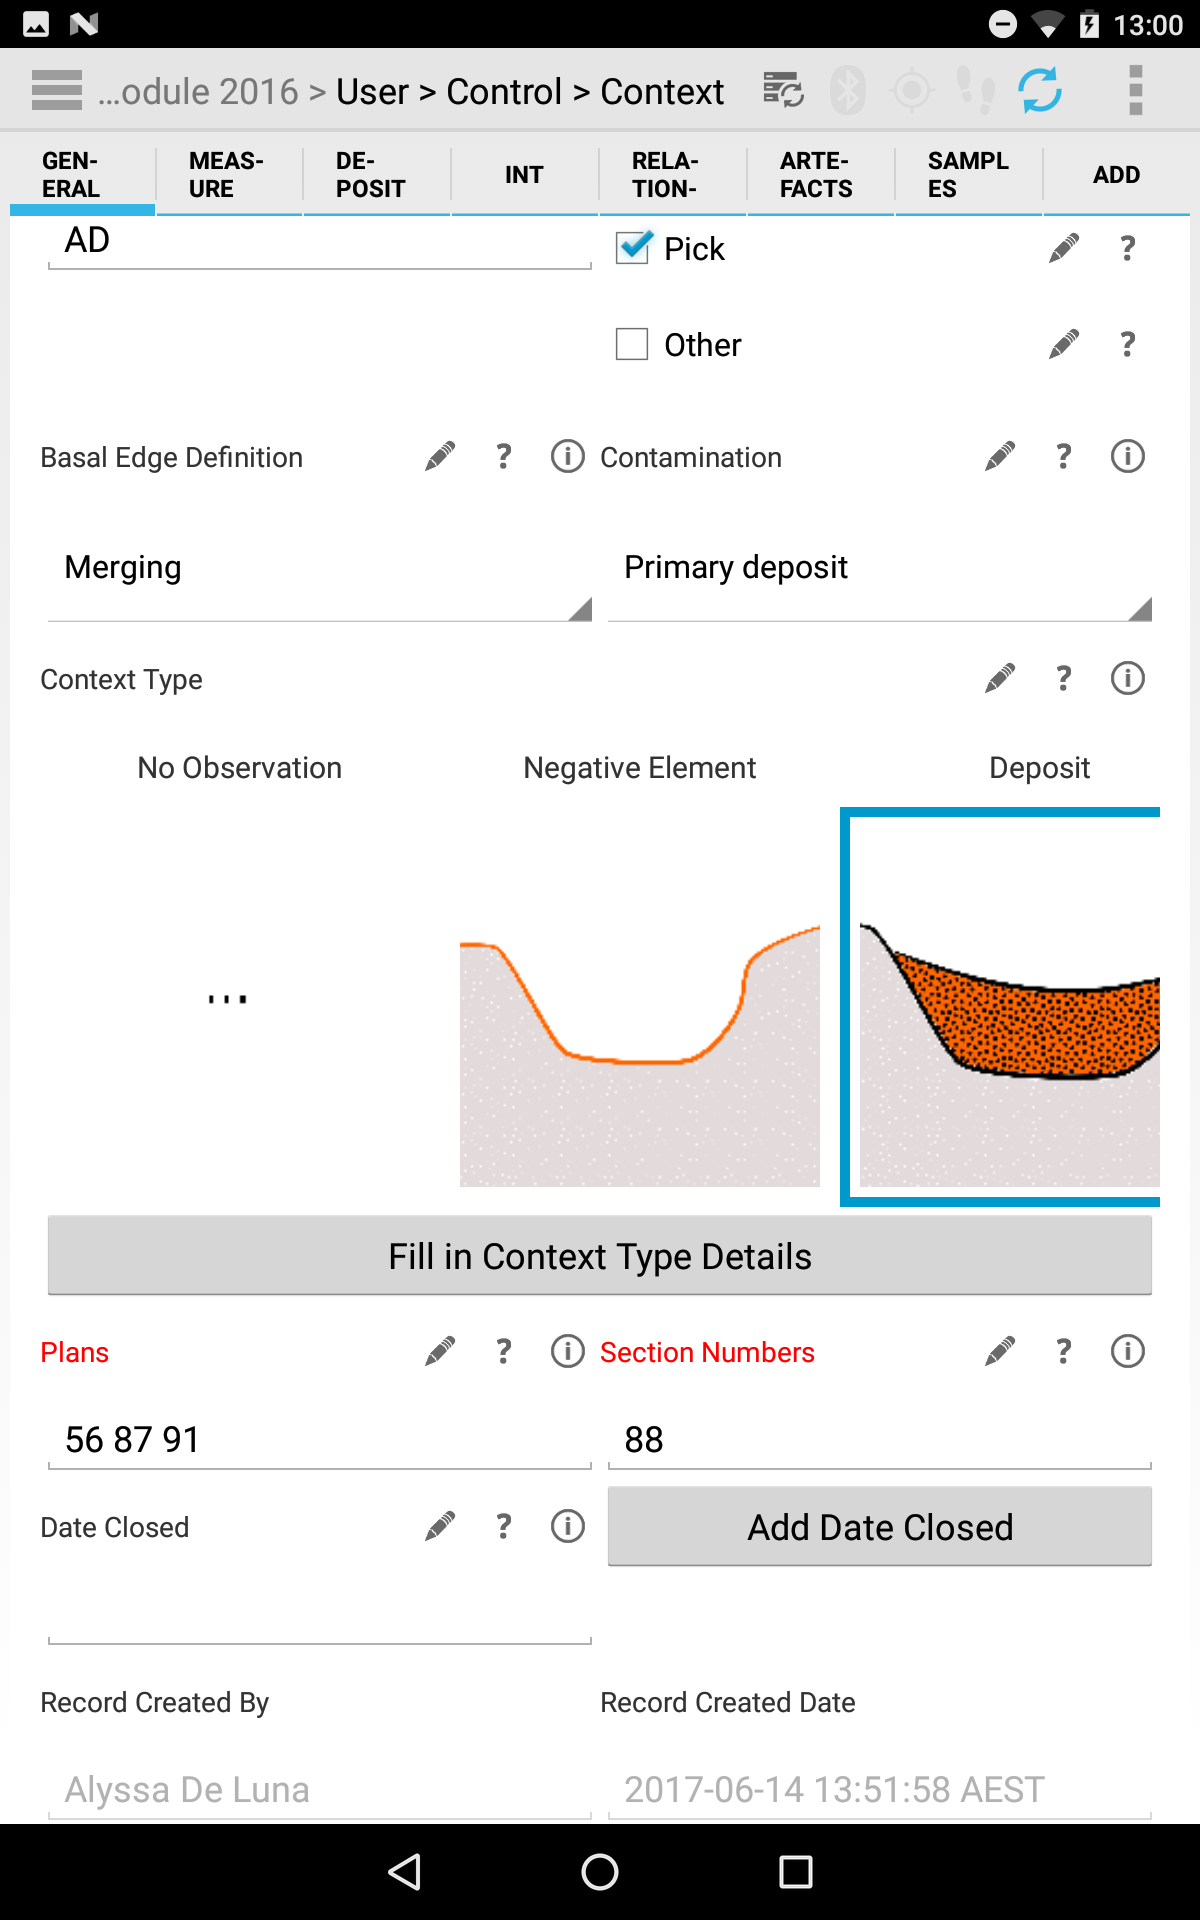 13:00
...odule 2016 > User > Control > Context
GEN-
ERAL
MEAS-
URE
DE-
POSIT
INT
RELA-
TION-
ARTE-
FACTS
SAMPL
ES
ADD
AD
Pick ?
Other ?
Basal Edge Definition ? i
Contamination ? i
Merging
Primary deposit
Context Type ? i
No Observation
Negative Element
Deposit
...
Fill in Context Type Details
Plans ? i
Section Numbers ? i
56 87 91
88
Date Closed ? i
Add Date Closed
Record Created By
Record Created Date
Alyssa De Luna
2017-06-14 13:51:58 AEST